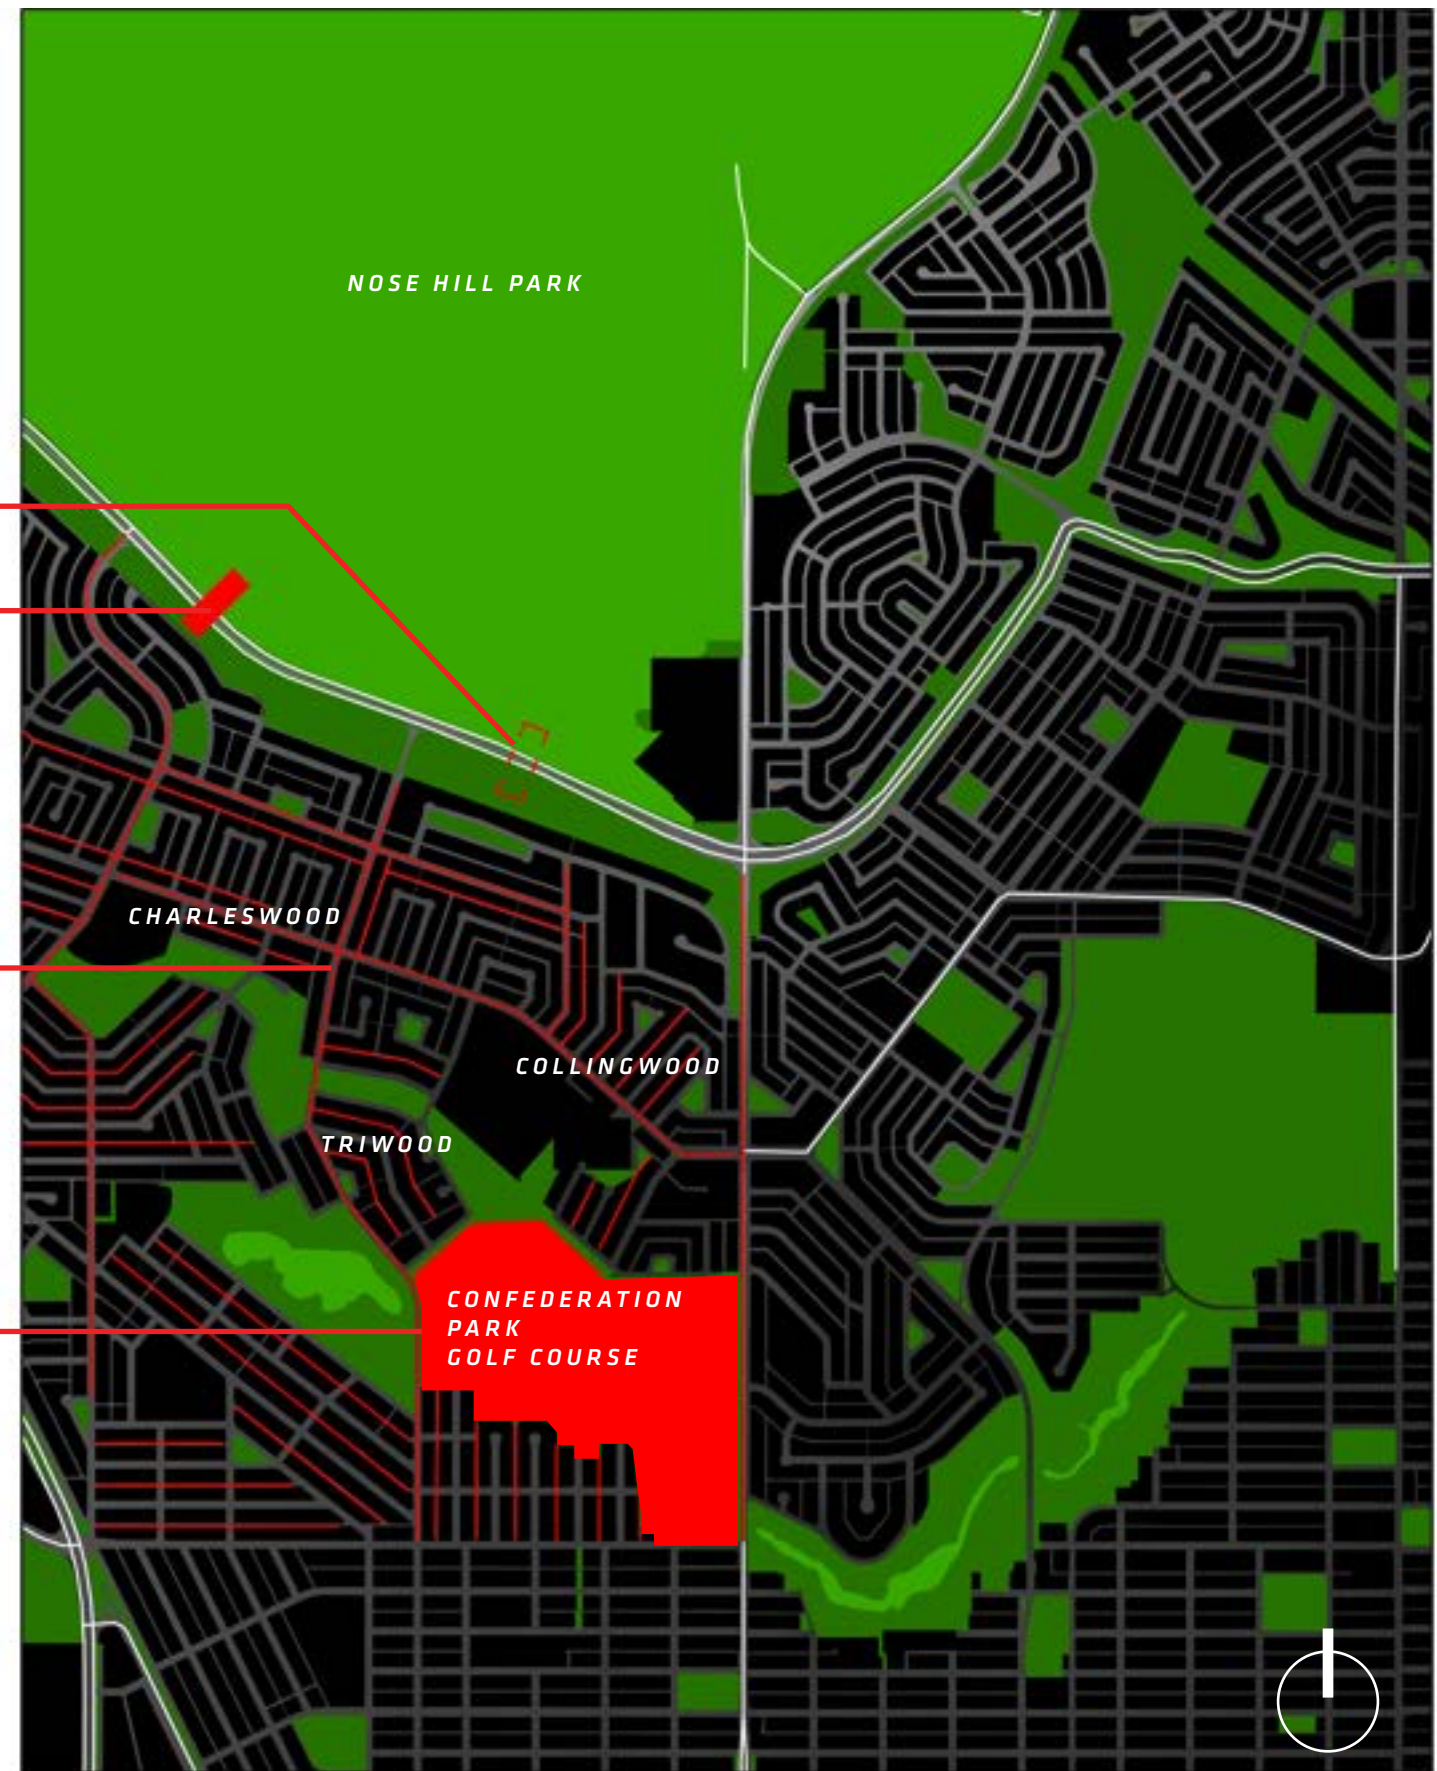 NOSE HILL PARK
CHARLESWOOD
COLLINGWOOD
TRIWOOD
CONFEDERATION
PARK
GOLF COURSE